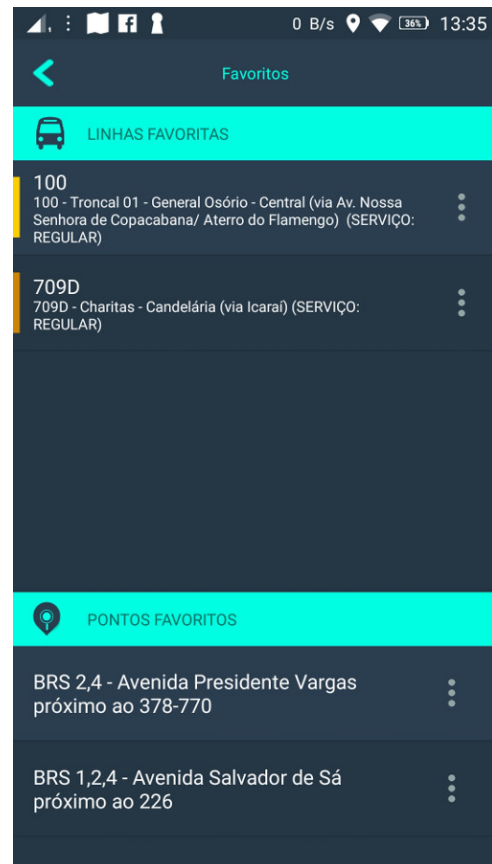 0 B/s 36% 13:35
Favoritos
LINHAS FAVORITAS
100
100 - Troncal 01 - General Osório - Central (via Av. Nossa
Senhora de Copacabana/ Aterro do Flamengo) (SERVIÇO:
REGULAR)
709D
709D - Charitas - Candelária (via Icaraí) (SERVIÇO:
REGULAR)
PONTOS FAVORITOS
BRS 2,4 - Avenida Presidente Vargas
próximo ao 378-770
BRS 1,2,4 - Avenida Salvador de Sá
próximo ao 226